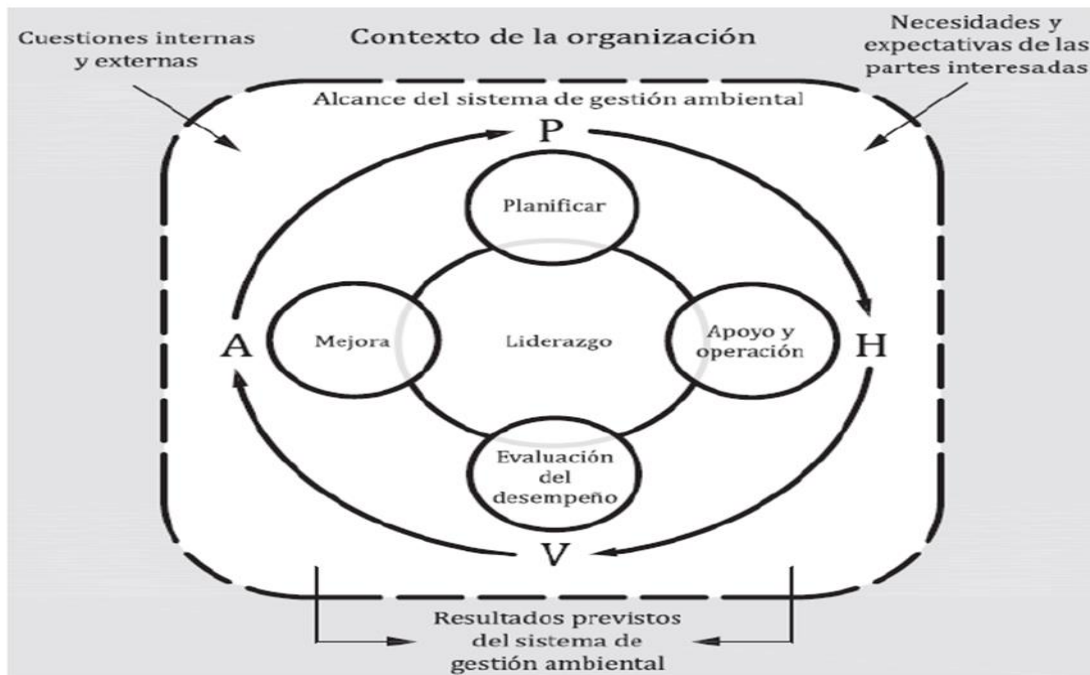 Cuestiones internas
y externas
Contexto de la organización
Necesidades y
expectativas de las
partes interesadas
Alcance del sistema de gestión ambiental
P
Planificar
A
Mejora
Liderazgo
Apoyo y
operación
H
Evaluación
del
desempeño
V
Resultados previstos
del sistema de
gestión ambiental